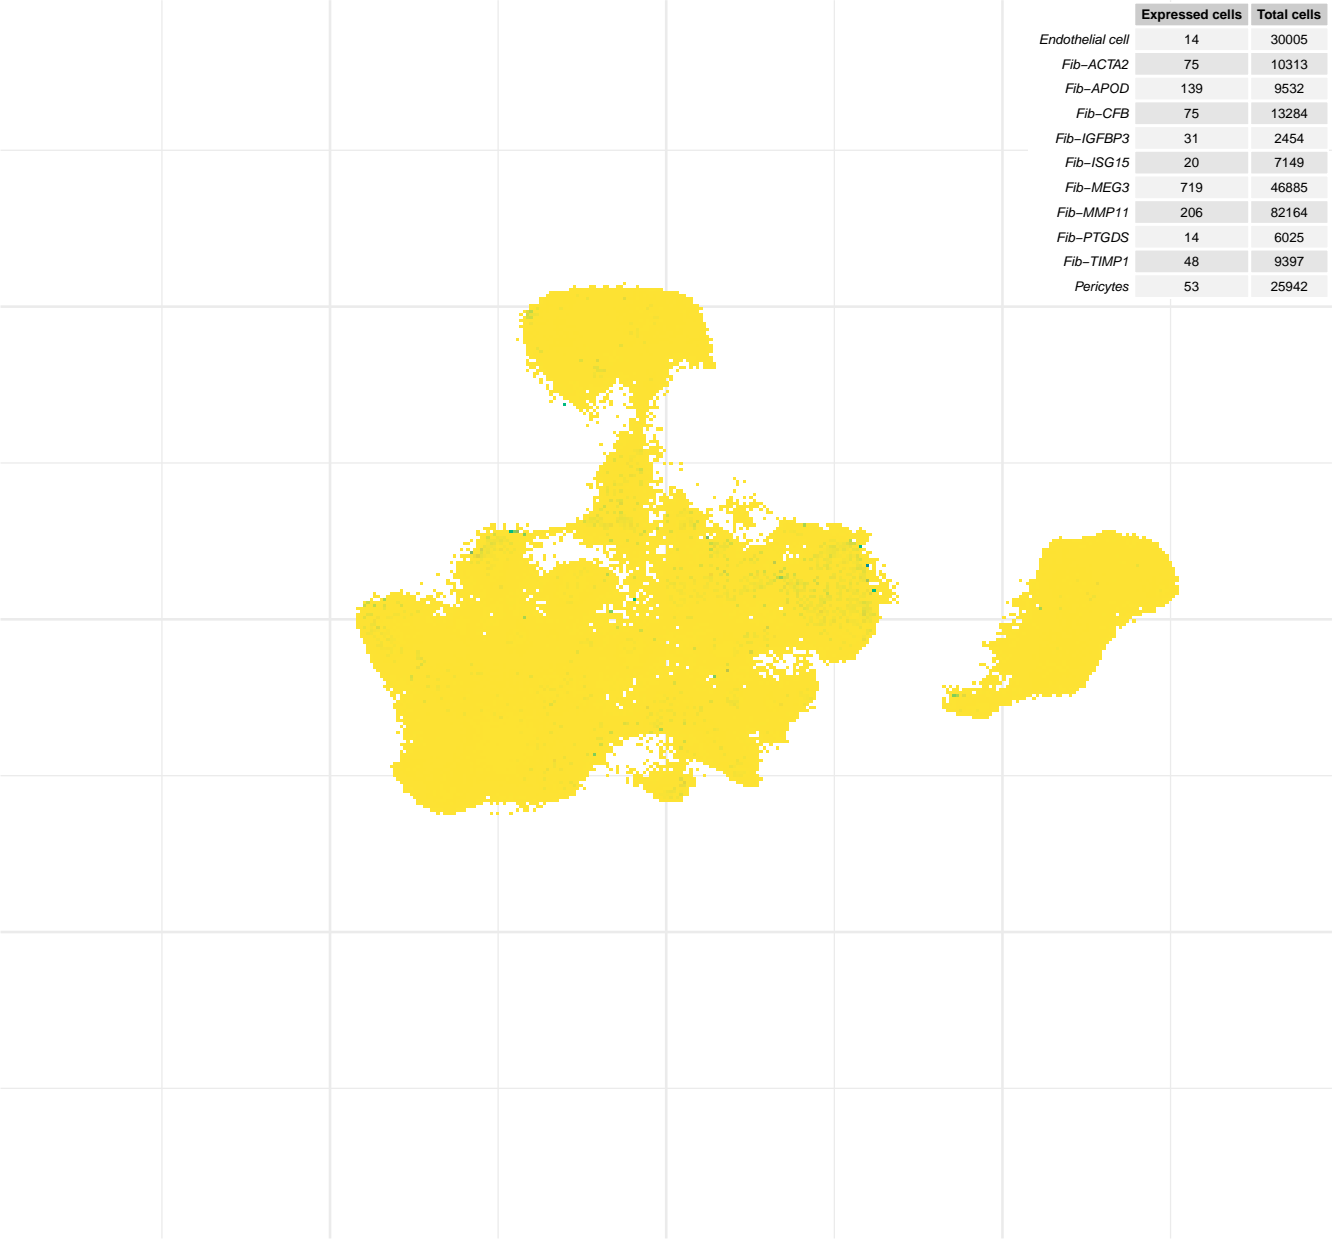 Expressed cells Total cells
Endothelial cell 14 30005
Fib−ACTA2 75 10313
Fib−APOD 139 9532
Fib−CFB 75 13284
Fib−IGFBP3 31 2454
Fib−ISG15 20 7149
Fib−MEG3 719 46885
Fib−MMP11 206 82164
Fib−PTGDS 14 6025
Fib−TIMP1 48 9397
Pericytes 53 25942